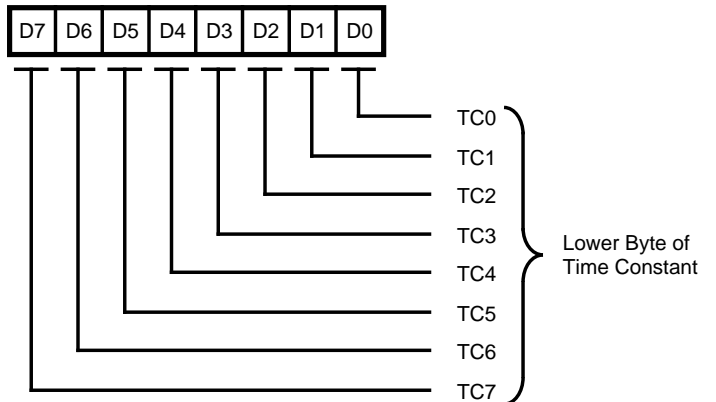 D7 D6 D5 D4 D3 D2 D1 D0
TC0
TC1
TC2
TC3
Lower Byte of
Time Constant
TC4
TC5
TC6
TC7